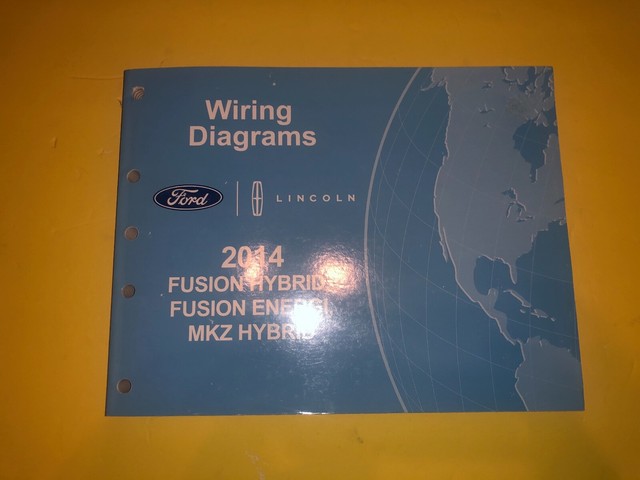 Wiring
Diagrams
Ford
LINCOLN
2014
FUSION HYBRID
FUSION ENERGI
MKZ HYBRID